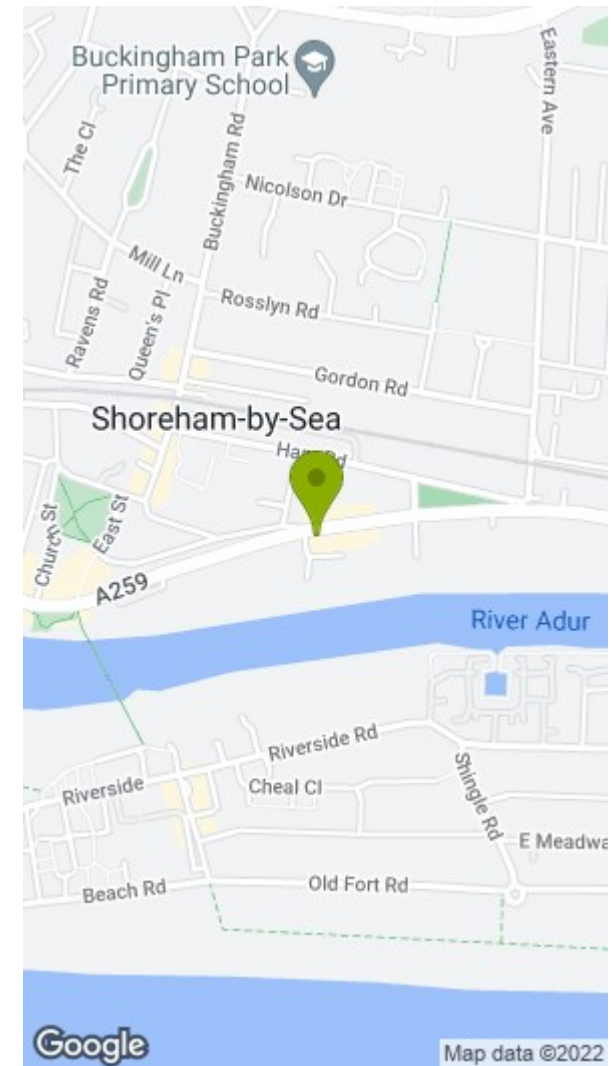 Buckingham Park
Primary School
Eastern Ave
The Cl
Buckingham Rd
Nicolson Dr
Mill Ln
Ravens Rd
Queen's Pl
Rosslyn Rd
Gordon Rd
Shoreham-by-Sea
Church St
East St
A259
River Adur
Riverside Rd
Riverside
Cheal Cl
Shingle Rd
E Meadwa
Beach Rd
Old Fort Rd
Google
Map data ©2022